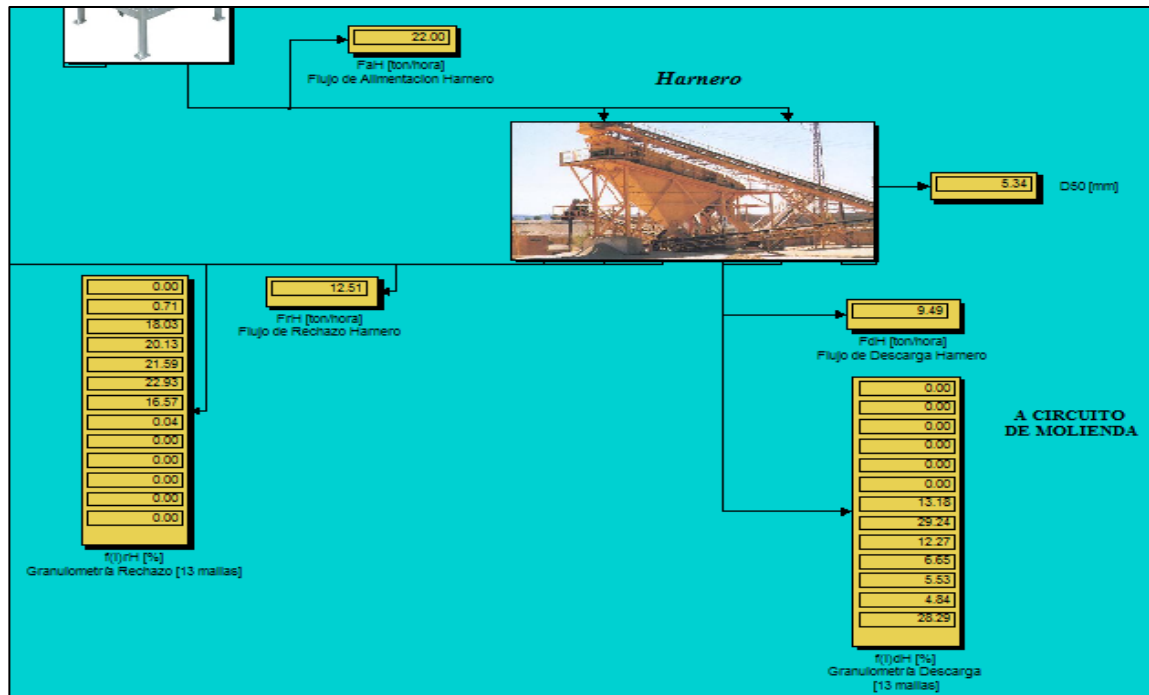 22.00
FaH [ton/hora]
Flujo de Alimentacion Harnero
Harnero
5.34
D50 [mm]
0.00
0.71
18.03
20.13
21.59
22.93
16.57
0.04
0.00
0.00
0.00
0.00
0.00
f(i)rH [%]
Granulometría Rechazo [13 mallas]
12.51
FrH [ton/hora]
Flujo de Rechazo Harnero
9.49
FdH [ton/hora]
Flujo de Descarga Harnero
0.00
0.00
0.00
0.00
0.00
0.00
13.18
29.24
12.27
6.65
5.53
4.84
28.29
f(i)dH [%]
Granulometría Descarga
[13 mallas]
A CIRCUITO
DE MOLIENDA